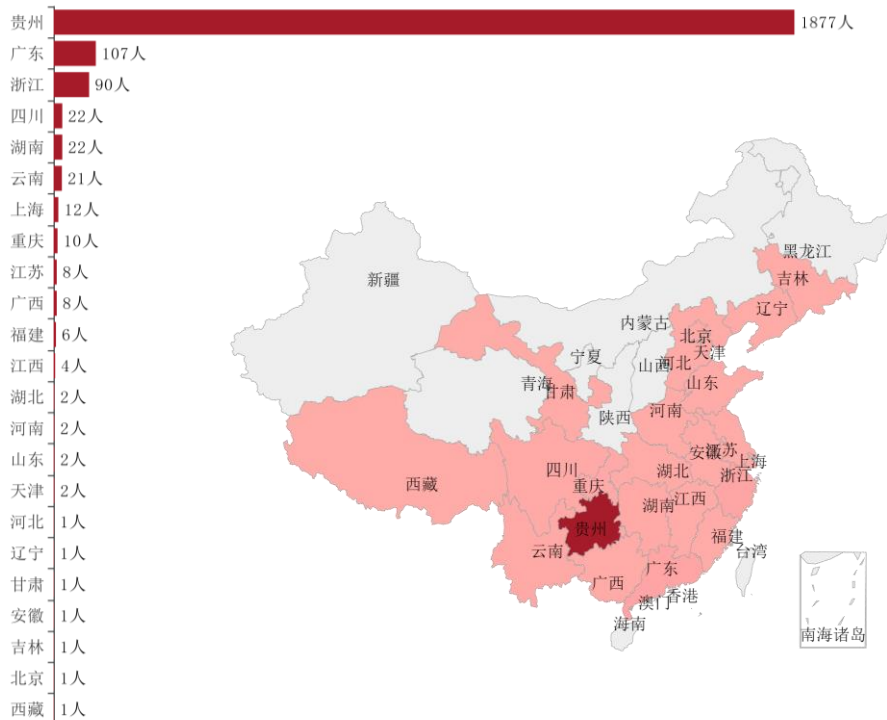 贵州 1877人
广东 107人
浙江 90人
四川 22人
湖南 22人
云南 21人
上海 12人
重庆 10人
江苏 8人
广西 8人
福建 6人
江西 4人
湖北 2人
河南 2人
山东 2人
天津 2人
河北 1人
辽宁 1人
甘肃 1人
安徽 1人
吉林 1人
北京 1人
西藏 1人
黑龙江
吉林
新疆
辽宁
内蒙古
北京
天津
宁夏
山西
河北
青海
甘肃
山东
陕西
河南
安徽
江苏
上海
四川
湖北
浙江
西藏
重庆
湖南
江西
贵州
福建
云南
台湾
广西
广东
澳门
香港
海南
南海诸岛